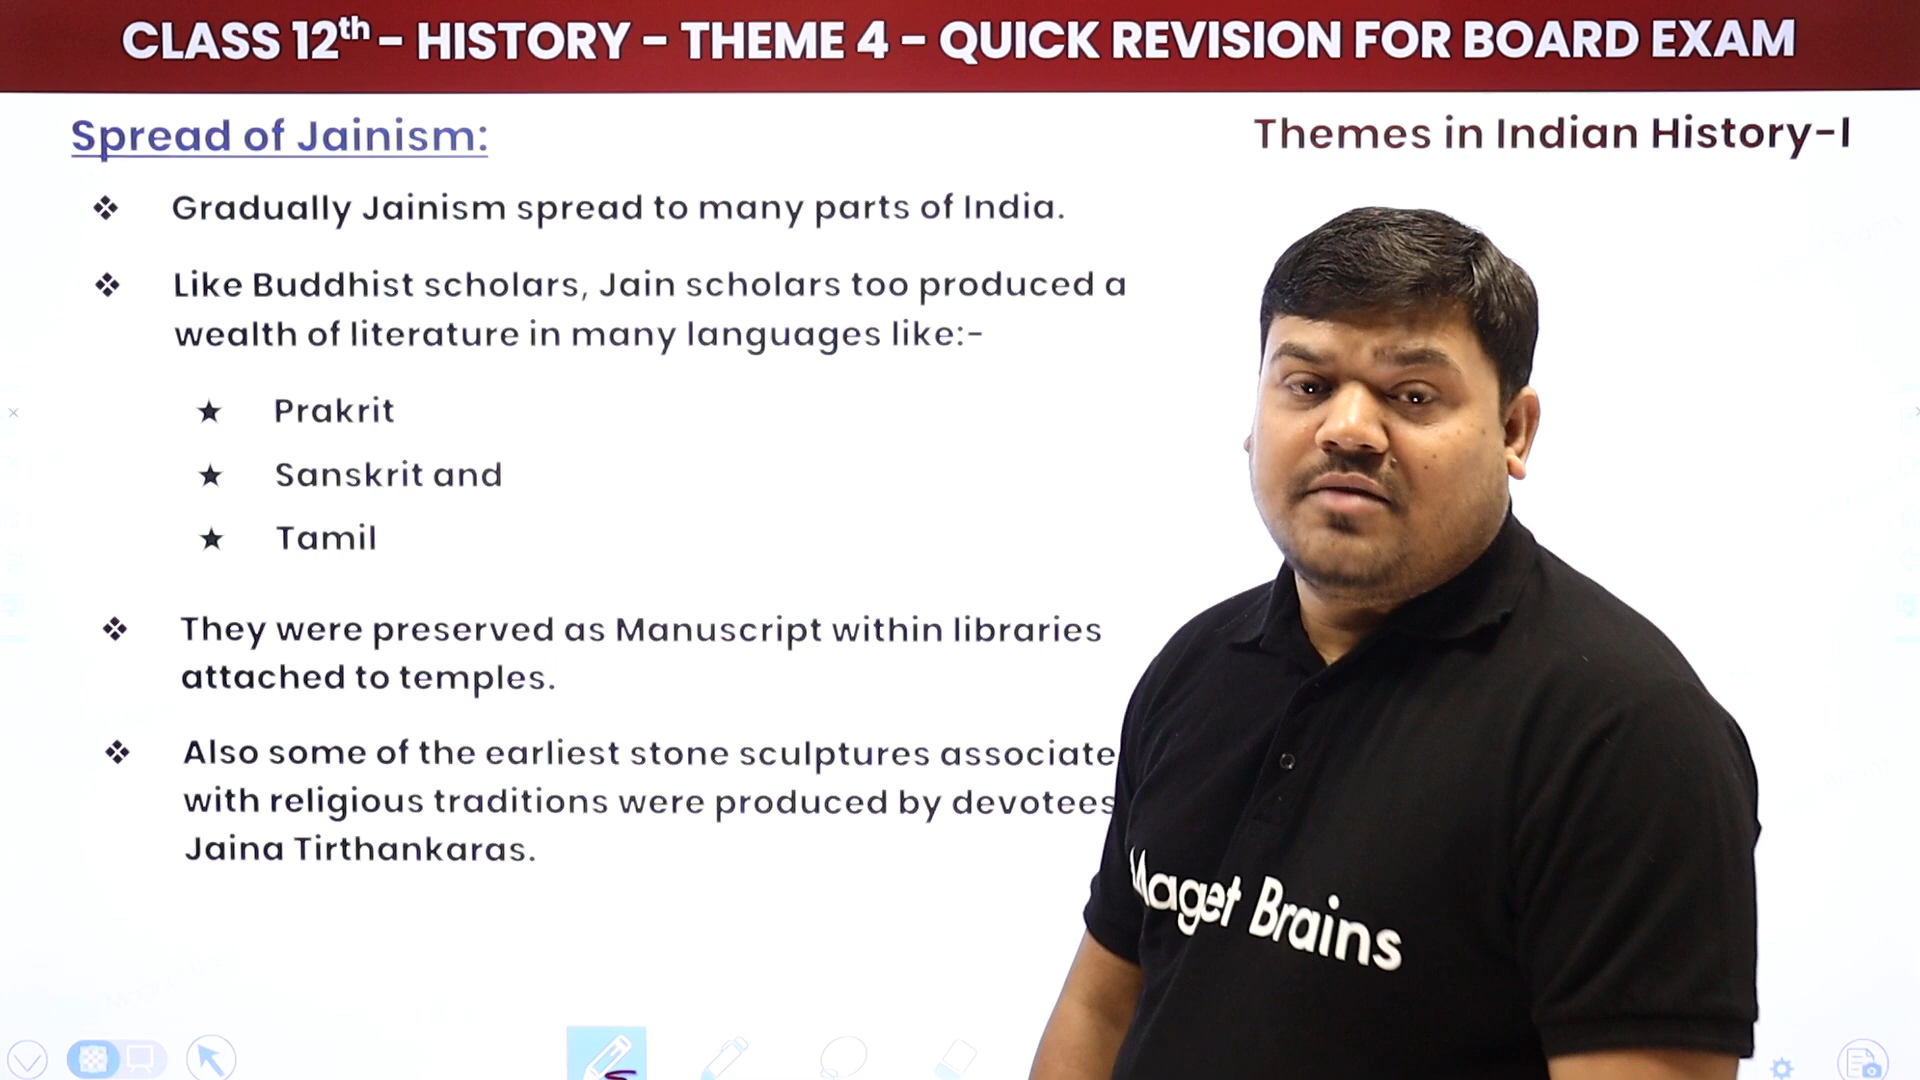 CLASS 12th - HISTORY - THEME 4 - QUICK REVISION FOR BOARD EXAM
Spread of Jainism:
Themes in Indian History-I
❖ Gradually Jainism spread to many parts of India.
❖ Like Buddhist scholars, Jain scholars too produced a
wealth of literature in many languages like:-
★ Prakrit
★ Sanskrit and
★ Tamil
❖ They were preserved as Manuscript within libraries
attached to temples.
❖ Also some of the earliest stone sculptures associate
with religious traditions were produced by devotees
Jaina Tirthankaras.
Brains